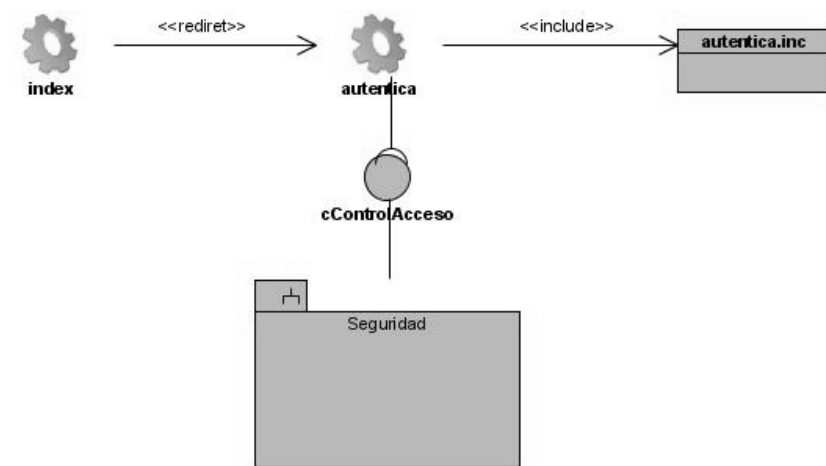 <<rediret>>
<<include>>
index
autentica
autentica.inc
cControlAcceso
Seguridad